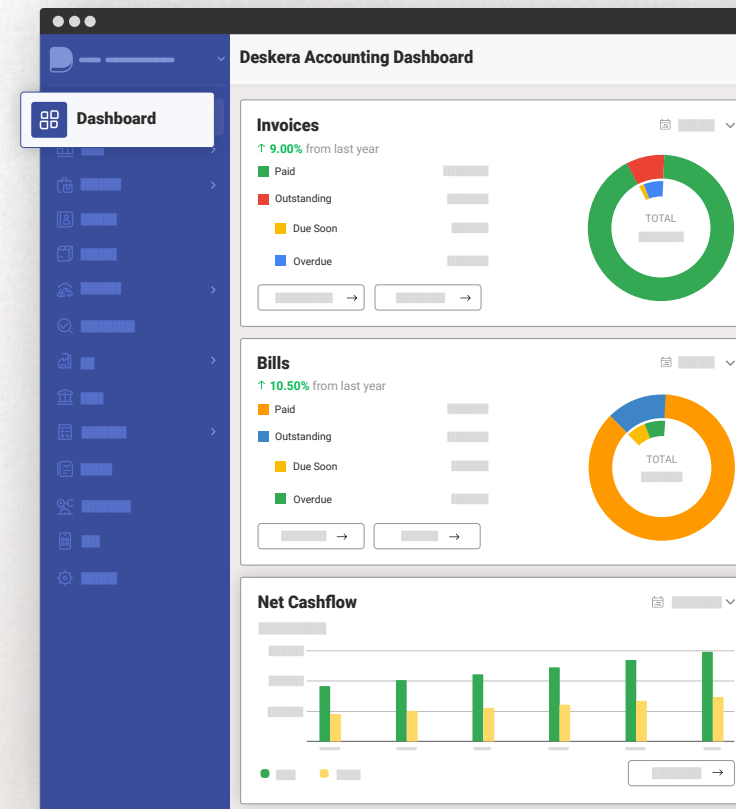 Deskera Accounting Dashboard
Dashboard
Invoices
↑ 9.00% from last year
Paid
Outstanding
Due Soon
Overdue
TOTAL
Bills
↑ 10.50% from last year
Paid
Outstanding
Due Soon
Overdue
TOTAL
Net Cashflow